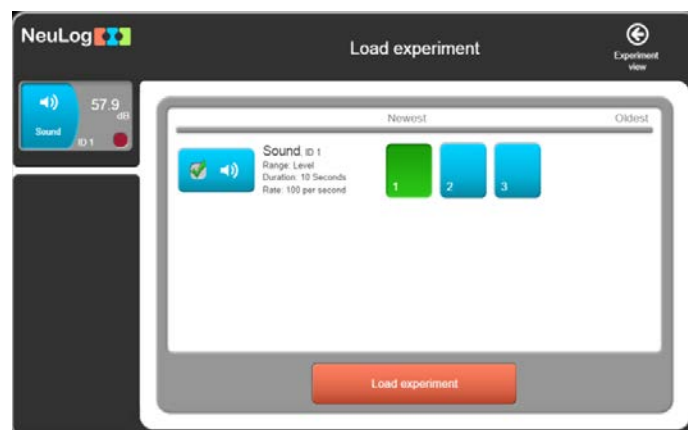 NeuLog
Load experiment
Experiment
view
57.9
dB
Sound
ID 1
Newest
Oldest
Sound, ID 1
Range: Level
Duration: 10 Seconds
Rate: 100 per second
1
2
3
Load experiment